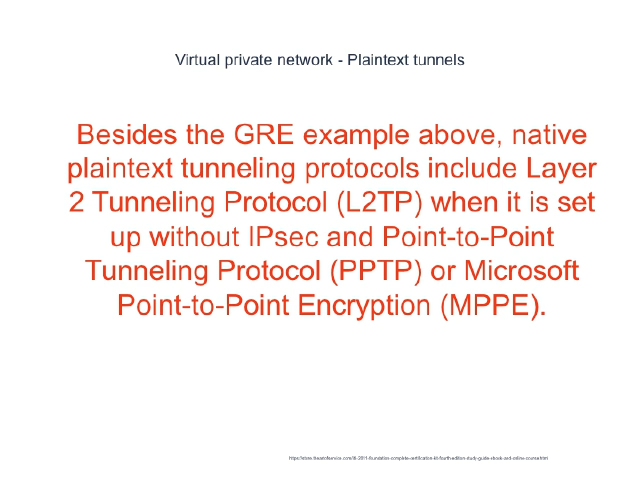 Virtual private network - Plaintext tunnels
Besides the GRE example above, native
plaintext tunneling protocols include Layer
2 Tunneling Protocol (L2TP) when it is set
up without IPsec and Point-to-Point
Tunneling Protocol (PPTP) or Microsoft
Point-to-Point Encryption (MPPE).